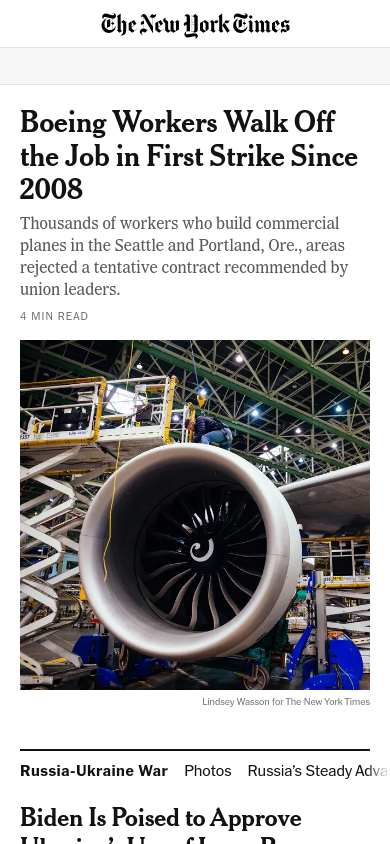 The New York Times
Boeing Workers Walk Off
the Job in First Strike Since
2008
Thousands of workers who build commercial
planes in the Seattle and Portland, Ore., areas
rejected a tentative contract recommended by
union leaders.
4 MIN READ
Lindsey Wasson for The New York Times
Russia-Ukraine War Photos Russia’s Steady Adva
Biden Is Poised to Approve